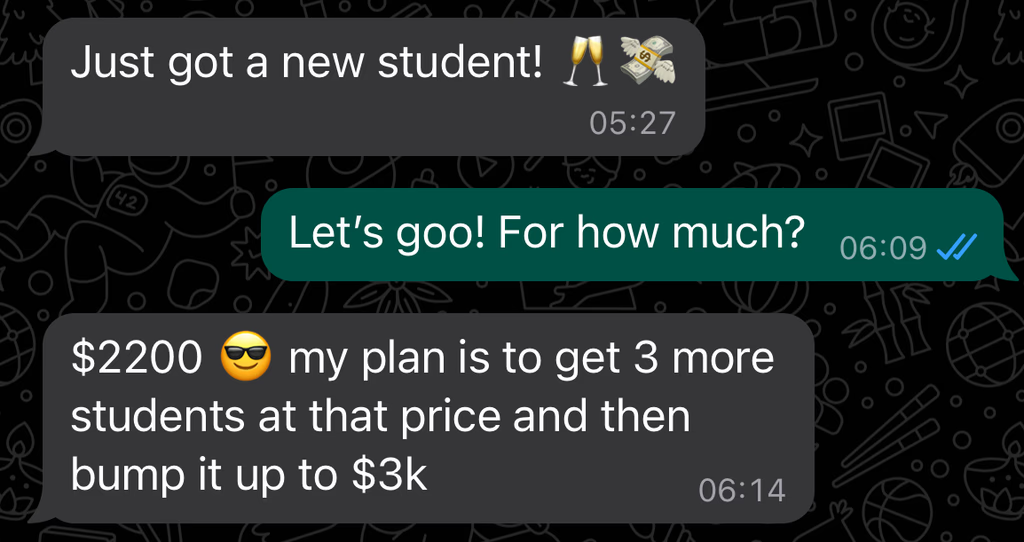 Just got a new student! 🥂💸
05:27
Let’s goo! For how much?
06:09
$2200 😎 my plan is to get 3 more
students at that price and then
bump it up to $3k
06:14
42